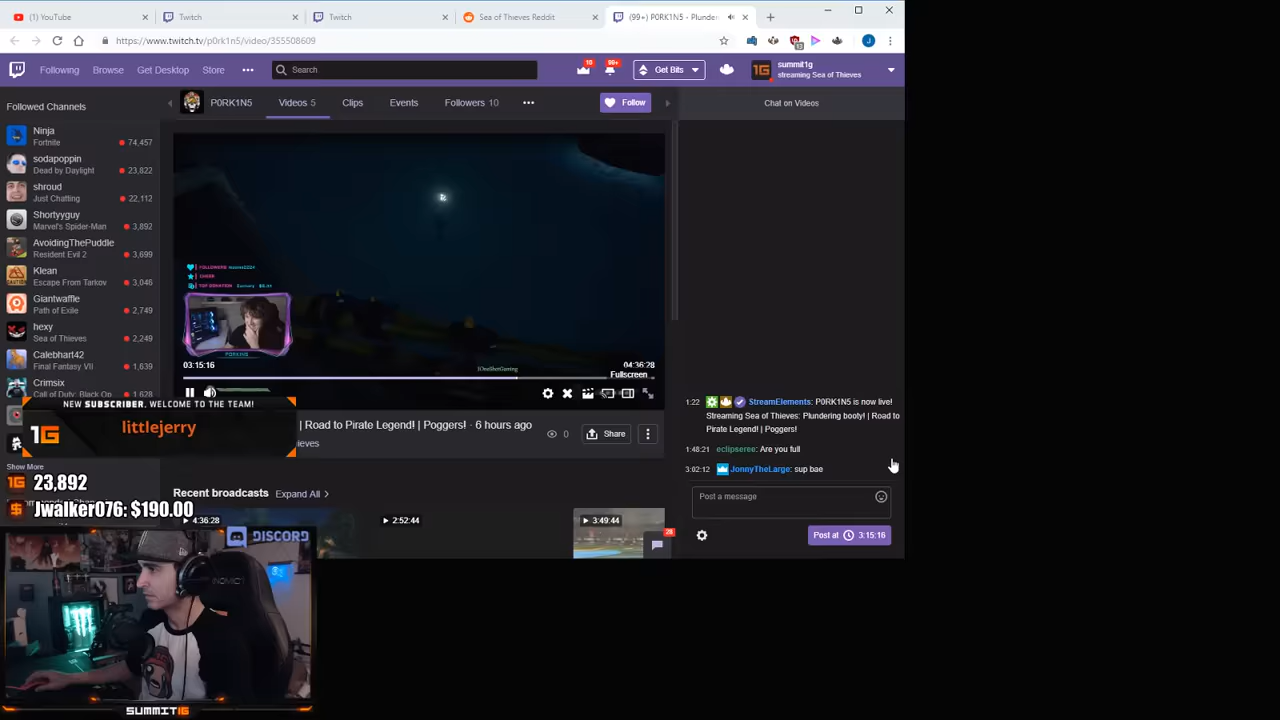 (1) YouTube
Twitch
Twitch
Sea of Thieves Reddit
(99+) P0RK1N5 - Plunder
https://www.twitch.tv/p0rk1n5/video/355508609
Following
Browse
Get Desktop
Store
Search
16
99+
Get Bits
summit1g
streaming Sea of Thieves
Followed Channels
Ninja
Fortnite
74,457
sodapoppin
Dead by Daylight
23,822
shroud
Just Chatting
22,112
Shortyyguy
Marvel's Spider-Man
3,892
AvoidingThePuddle
Resident Evil 2
3,699
Klean
Escape From Tarkov
3,046
Giantwaffle
Path of Exile
2,749
hexy
Sea of Thieves
2,249
Calebhart42
Final Fantasy VII
1,639
Crimsix
Call of Duty: Black Op
1,628
Show More
P0RK1N5
Videos 5
Clips
Events
Followers 10
Follow
P0RK1N5
03:15:16
04:36:28
Fullscreen
| Road to Pirate Legend! | Poggers! · 6 hours ago
ieves
0
Share
Recent broadcasts
Expand All
4:36:28
2:52:44
3:49:44
28
Chat on Videos
1:22 StreamElements: P0RK1N5 is now live!
Streaming Sea of Thieves: Plundering booty! | Road to
Pirate Legend! | Poggers!
1:48:21 eclipseree: Are you full
3:02:12 JonnyTheLarge: sup bae
Post a message
Post at 3:15:16
NEW SUBSCRIBER, WELCOME TO THE TEAM!
1G
littlejerry
23,892
Jwalker076: $190.00
DISCORD
SUMMIT1G